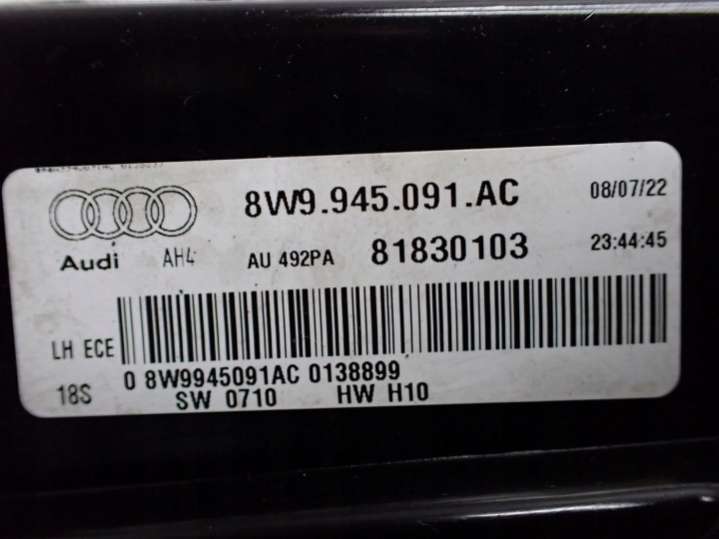 8W9.945.091.AC 08/07/22
Audi AH4 AU 492PA 81830103 23:44:45
LH ECE
0 8W9945091AC 0138899
18S SW 0710 HW H10